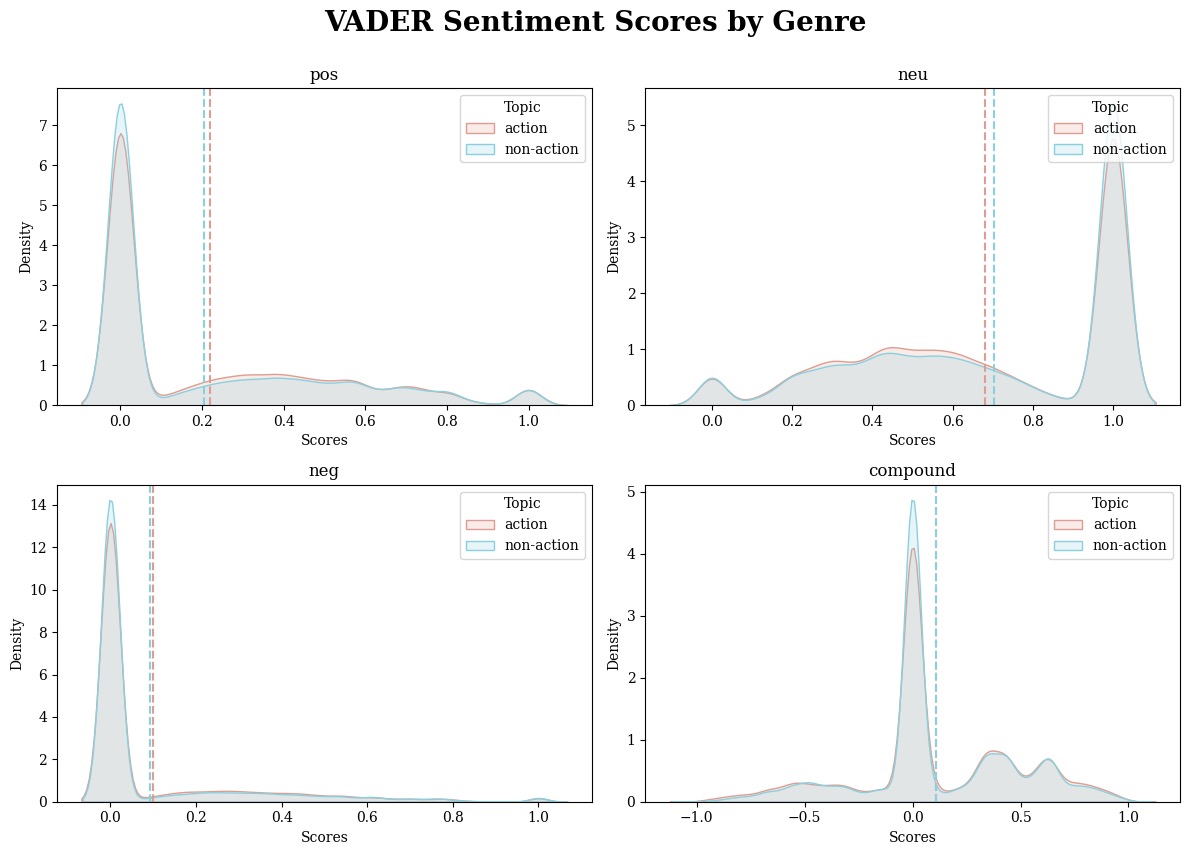 VADER Sentiment Scores by Genre
pos
Density
7
6
5
4
3
2
1
0
0.0 0.2 0.4 0.6 0.8 1.0
Scores
Topic
action
non-action
neu
Density
5
4
3
2
1
0
0.0 0.2 0.4 0.6 0.8 1.0
Scores
Topic
action
non-action
neg
Density
14
12
10
8
6
4
2
0
0.0 0.2 0.4 0.6 0.8 1.0
Scores
Topic
action
non-action
compound
Density
5
4
3
2
1
0
−1.0 −0.5 0.0 0.5 1.0
Scores
Topic
action
non-action